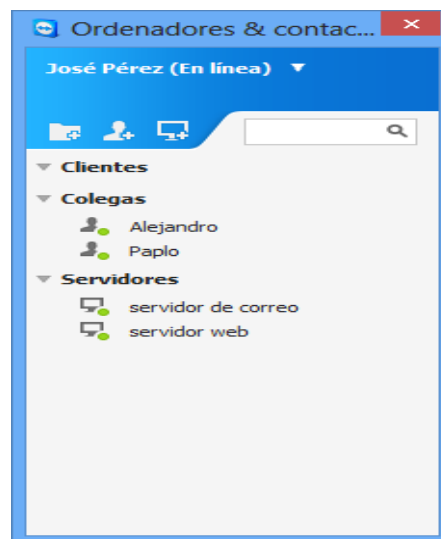 Ordenadores & contac...
José Pérez (En línea)
Clientes
Colegas
Alejandro
Paplo
Servidores
servidor de correo
servidor web